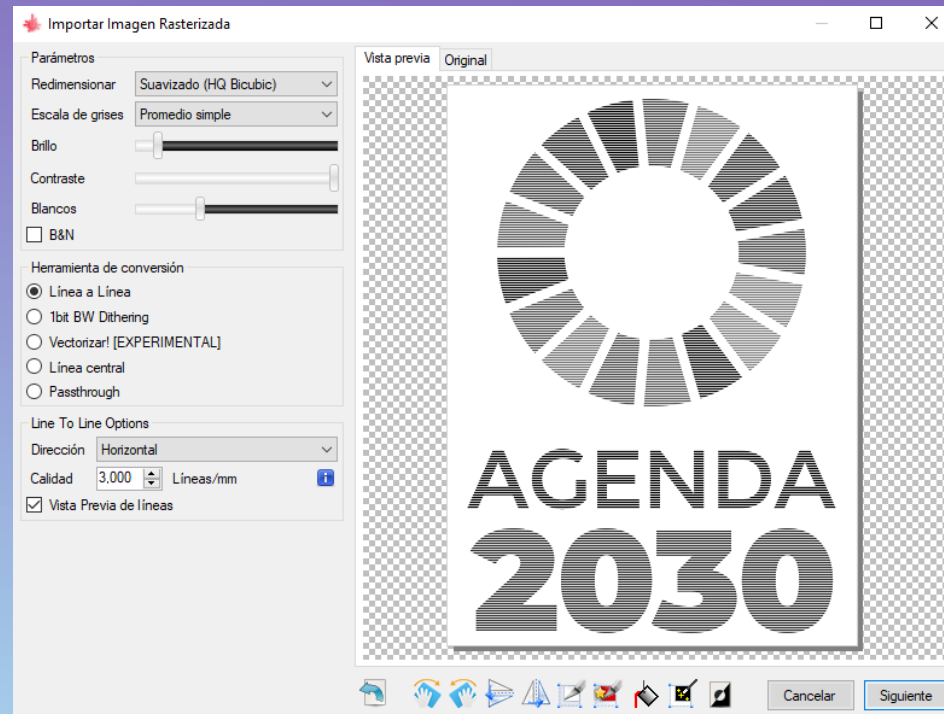 Importar Imagen Rasterizada
Parámetros
Redimensionar Suavizado (HQ Bicubic)
Escala de grises Promedio simple
Brillo
Contraste
Blancos
B&N
Herramienta de conversión
Línea a Línea
1bit BW Dithering
Vectorizar! [EXPERIMENTAL]
Línea central
Passthrough
Line To Line Options
Dirección Horizontal
Calidad 3,000 Líneas/mm
Vista Previa de líneas
Vista previa Original
AGENDA
2030
Cancelar Siguiente